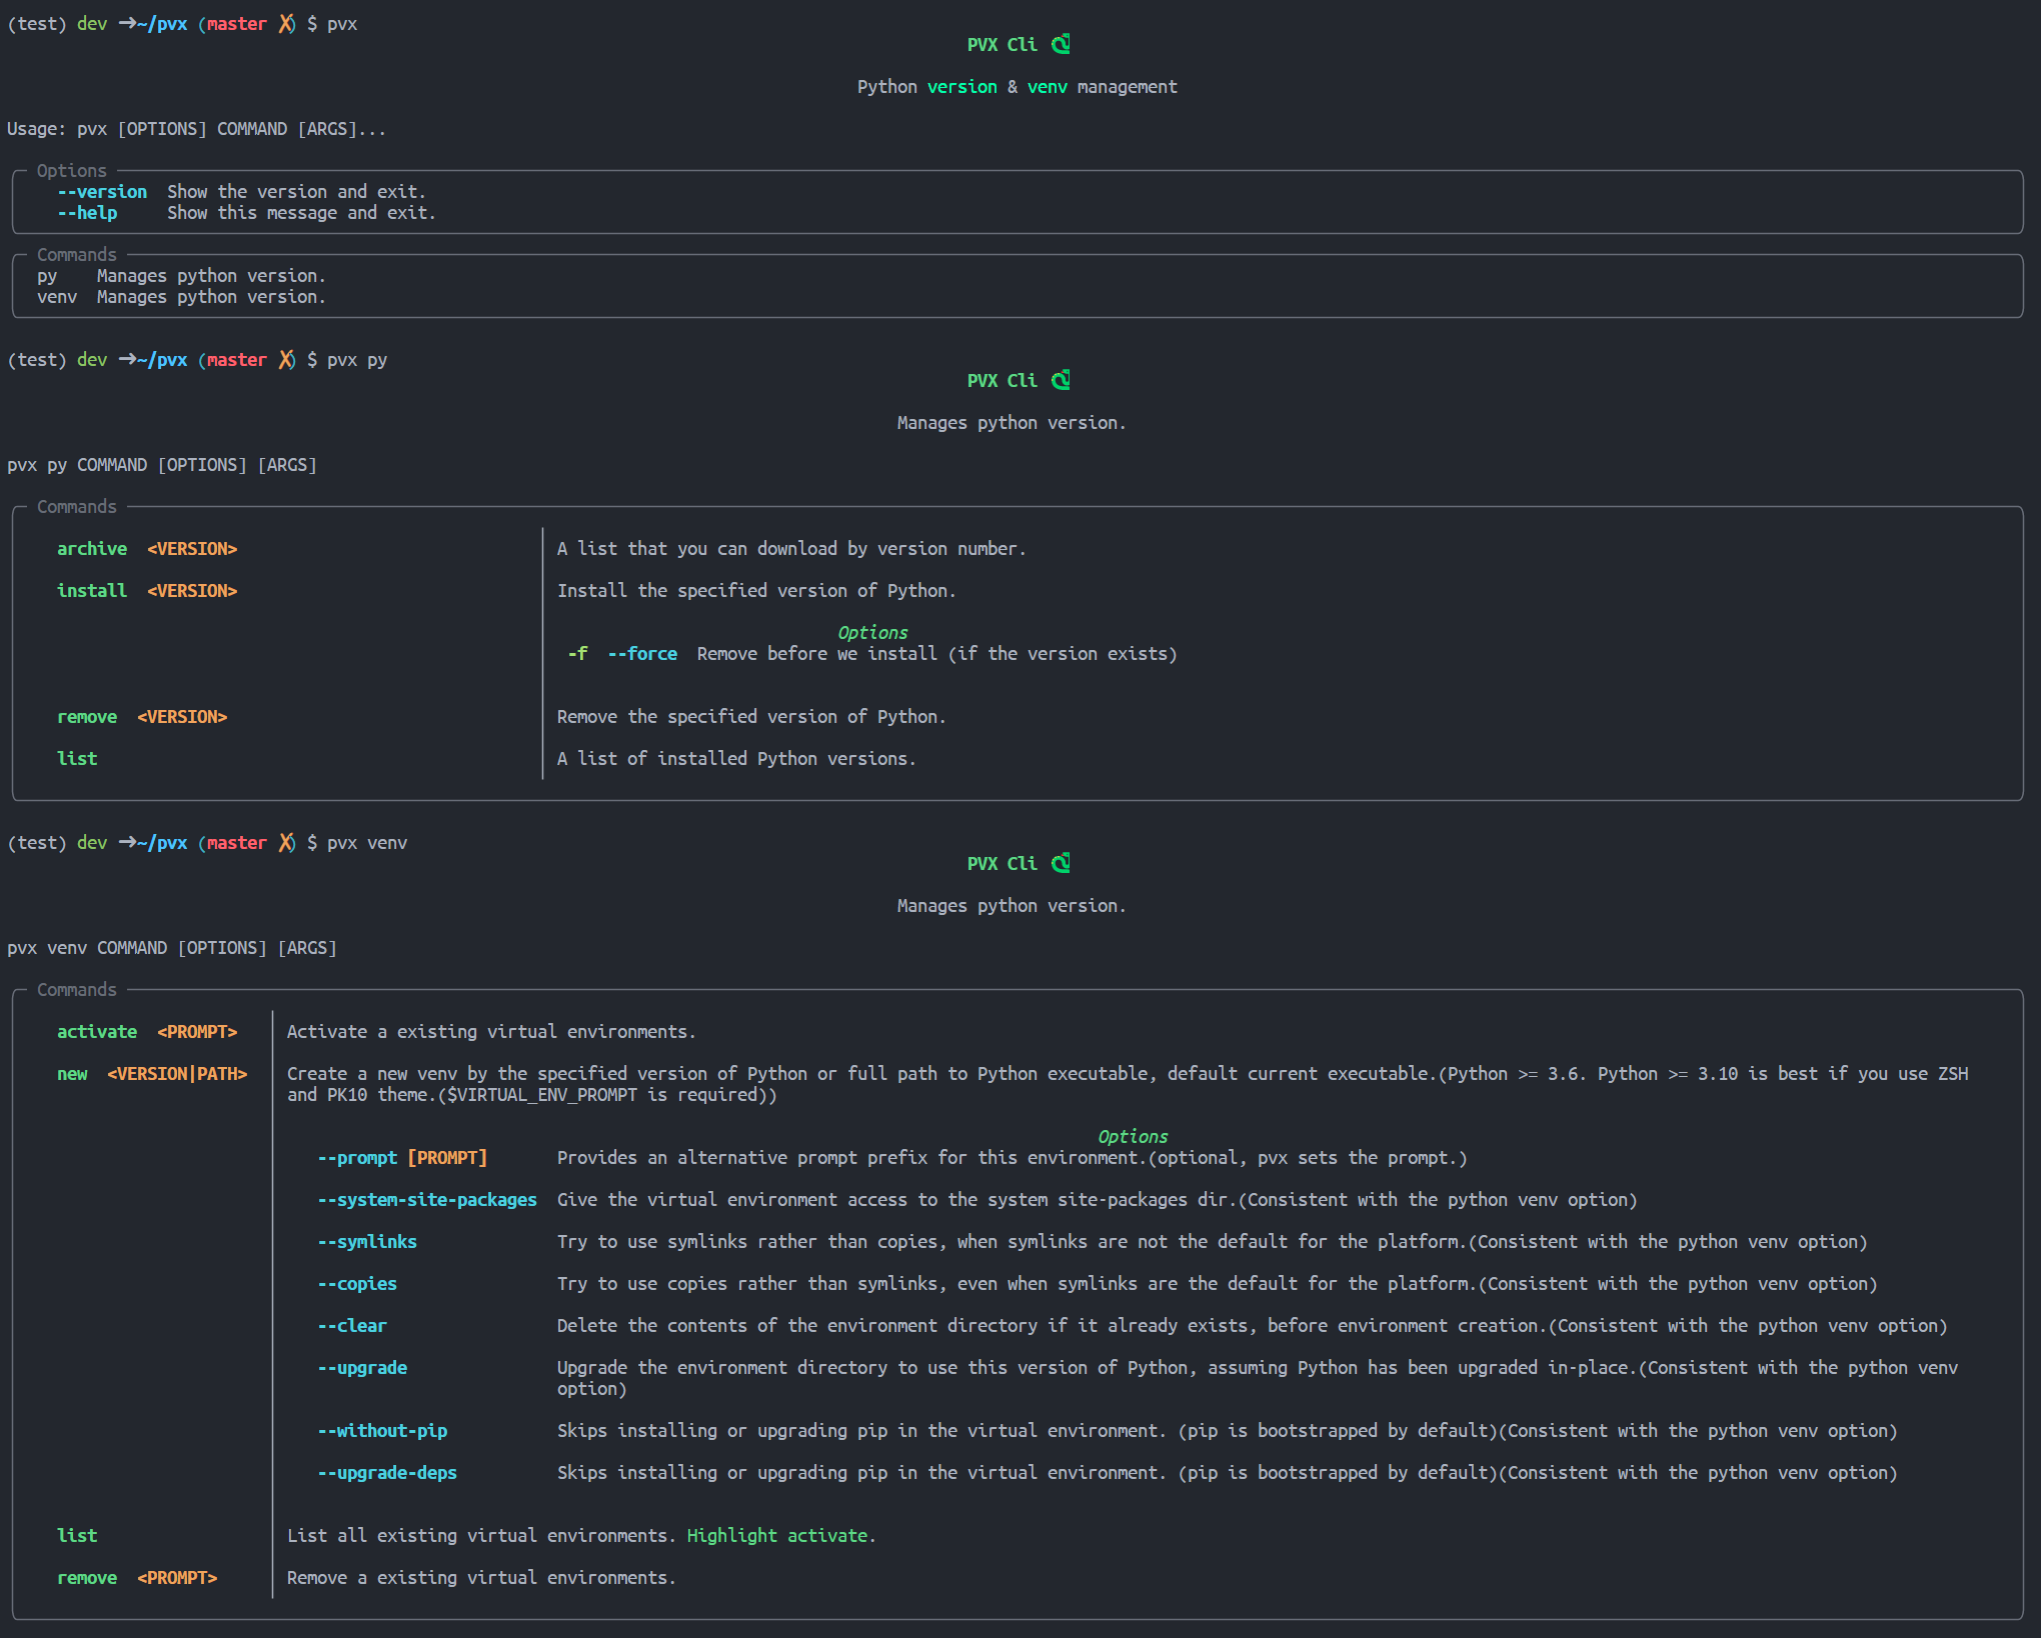 (test) dev ➜~/pvx (master ✗) $ pvx
PVX Cli
Python version & venv management
Usage: pvx [OPTIONS] COMMAND [ARGS]...
Options
--version  Show the version and exit.
--help     Show this message and exit.
Commands
py    Manages python version.
venv  Manages python version.
(test) dev ➜~/pvx (master ✗) $ pvx py
PVX Cli
Manages python version.
pvx py COMMAND [OPTIONS] [ARGS]
Commands
archive  <VERSION>  A list that you can download by version number.
install  <VERSION>  Install the specified version of Python.
Options
-f  --force  Remove before we install (if the version exists)
remove  <VERSION>  Remove the specified version of Python.
list  A list of installed Python versions.
(test) dev ➜~/pvx (master ✗) $ pvx venv
PVX Cli
Manages python version.
pvx venv COMMAND [OPTIONS] [ARGS]
Commands
activate  <PROMPT>  Activate a existing virtual environments.
new  <VERSION|PATH>  Create a new venv by the specified version of Python or full path to Python executable, default current executable.(Python >= 3.6. Python >= 3.10 is best if you use ZSH
and PK10 theme.($VIRTUAL_ENV_PROMPT is required))
Options
--prompt [PROMPT]  Provides an alternative prompt prefix for this environment.(optional, pvx sets the prompt.)
--system-site-packages  Give the virtual environment access to the system site-packages dir.(Consistent with the python venv option)
--symlinks  Try to use symlinks rather than copies, when symlinks are not the default for the platform.(Consistent with the python venv option)
--copies  Try to use copies rather than symlinks, even when symlinks are the default for the platform.(Consistent with the python venv option)
--clear  Delete the contents of the environment directory if it already exists, before environment creation.(Consistent with the python venv option)
--upgrade  Upgrade the environment directory to use this version of Python, assuming Python has been upgraded in-place.(Consistent with the python venv
option)
--without-pip  Skips installing or upgrading pip in the virtual environment. (pip is bootstrapped by default)(Consistent with the python venv option)
--upgrade-deps  Skips installing or upgrading pip in the virtual environment. (pip is bootstrapped by default)(Consistent with the python venv option)
list  List all existing virtual environments. Highlight activate.
remove  <PROMPT>  Remove a existing virtual environments.